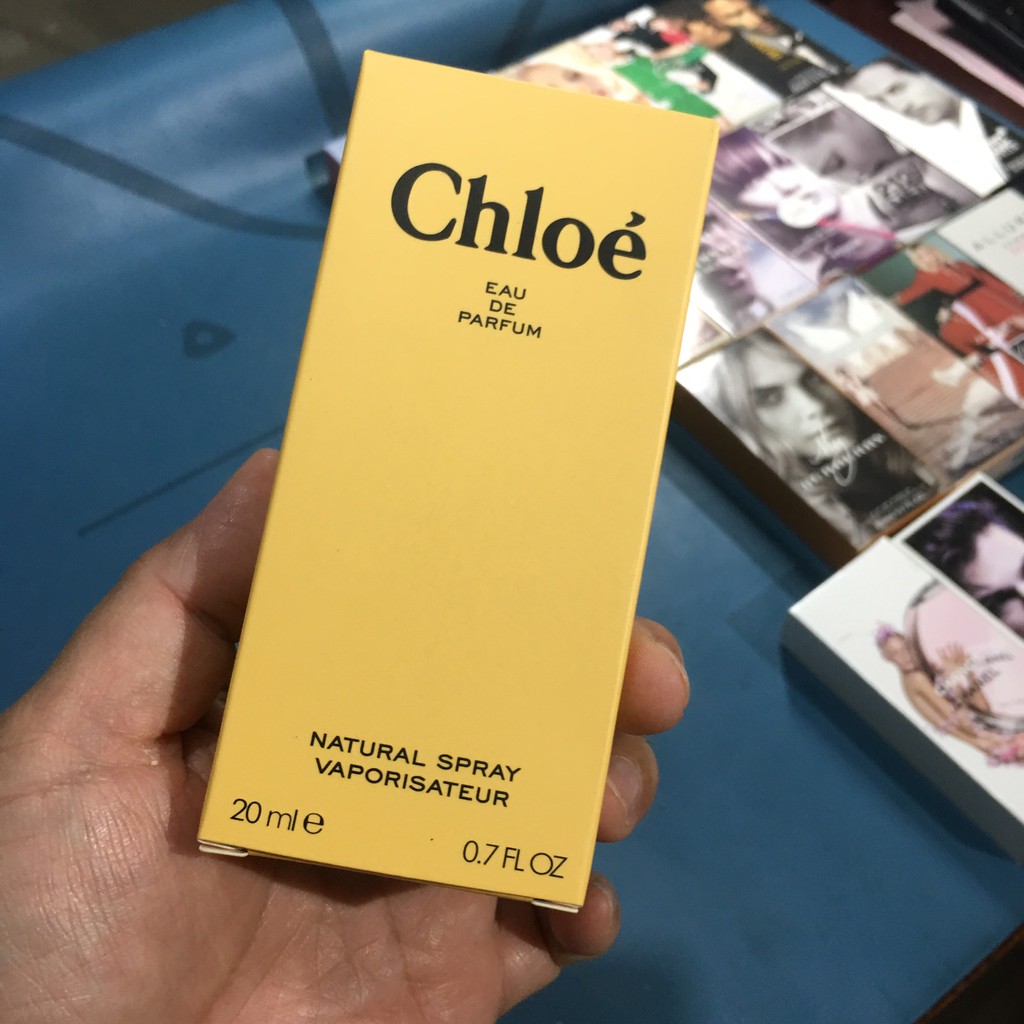 Chloé
EAU
DE
PARFUM
NATURAL SPRAY
VAPORISATEUR
20 ml e
0.7 FL OZ